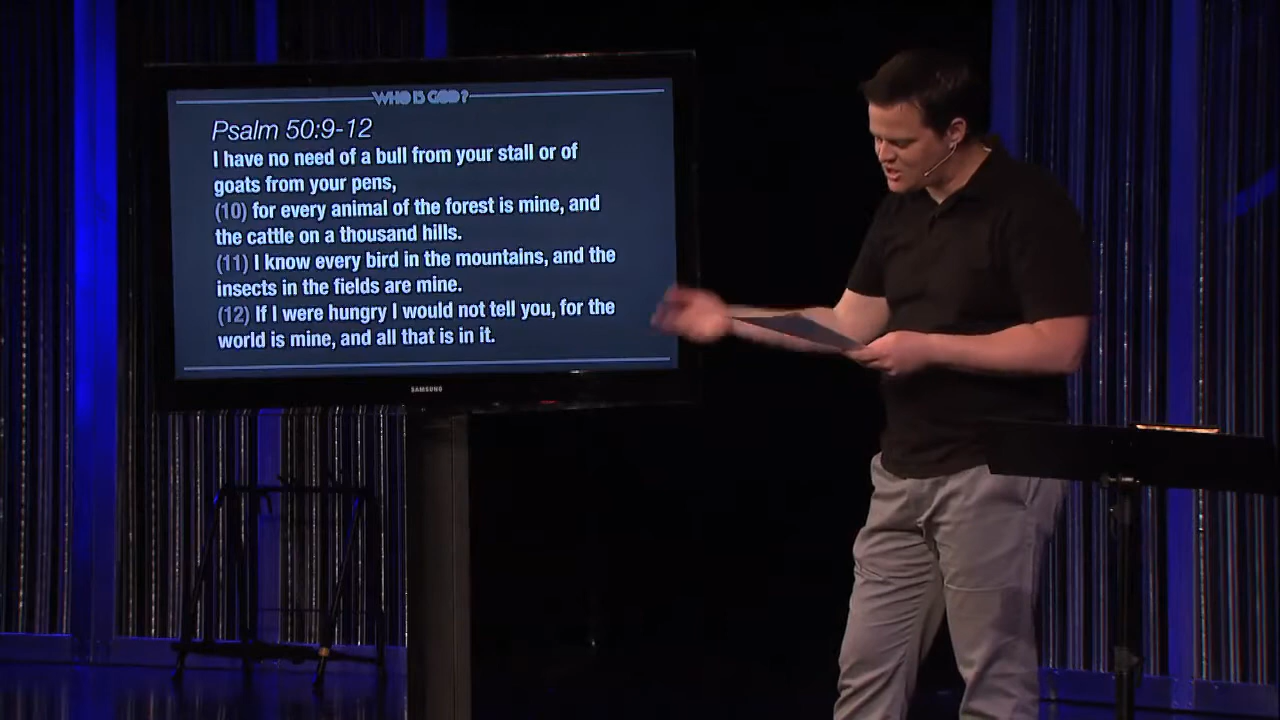 WHO IS GOD?
Psalm 50:9-12
I have no need of a bull from your stall or of
goats from your pens,
(10) for every animal of the forest is mine, and
the cattle on a thousand hills.
(11) I know every bird in the mountains, and the
insects in the fields are mine.
(12) If I were hungry I would not tell you, for the
world is mine, and all that is in it.
SAMSUNG